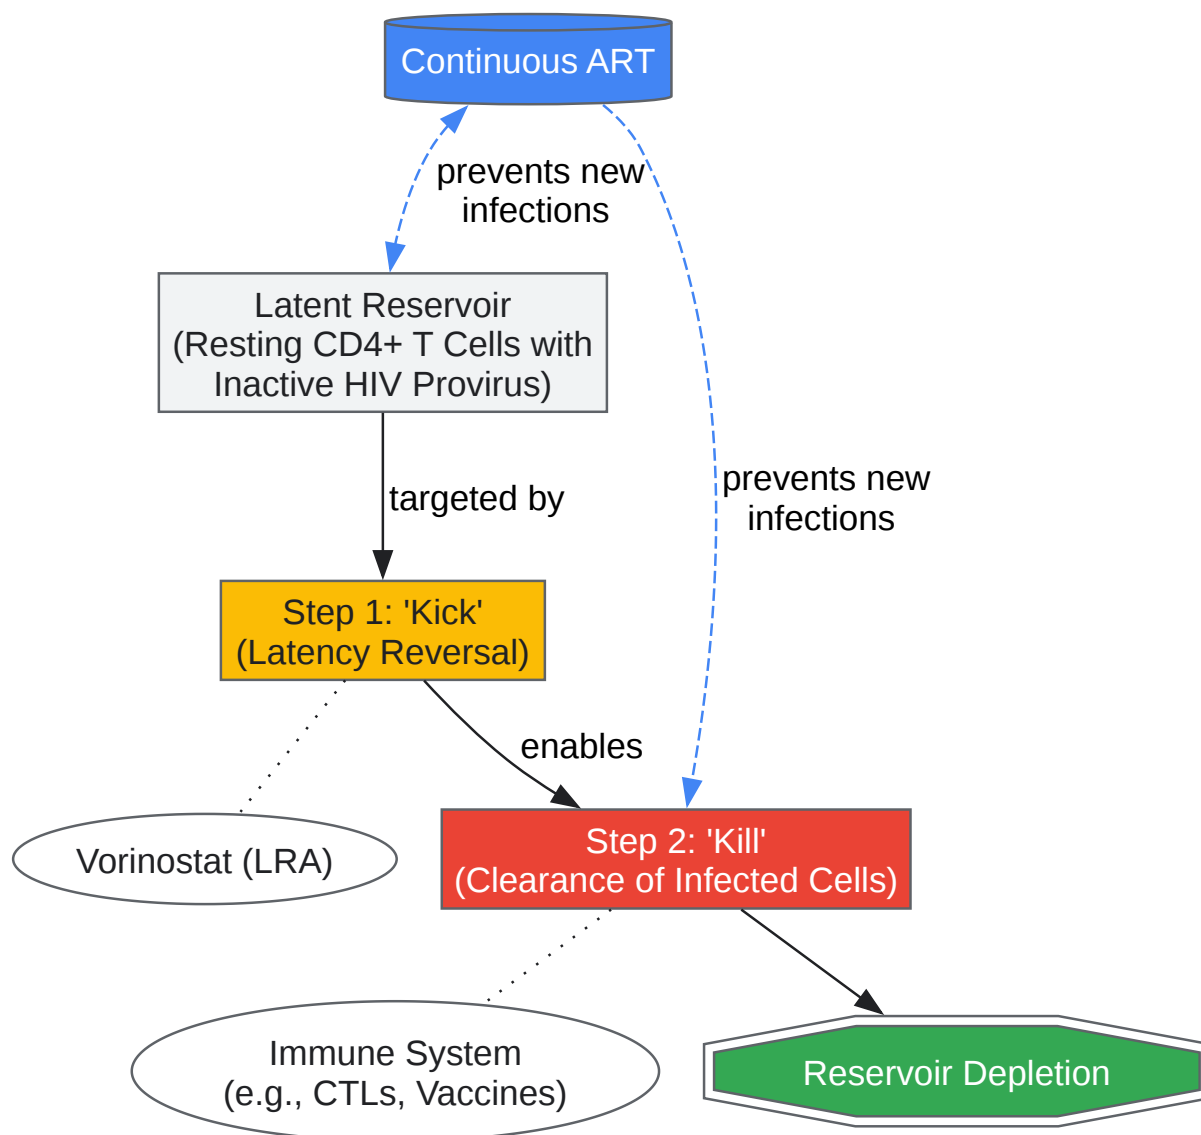 Continuous ART
prevents new
infections
Latent Reservoir
(Resting CD4+ T Cells with
Inactive HIV Provirus)
prevents new
infections
targeted by
Step 1: 'Kick'
(Latency Reversal)
enables
Step 2: 'Kill'
(Clearance of Infected Cells)
Vorinostat (LRA)
Immune System
(e.g., CTLs, Vaccines)
Reservoir Depletion